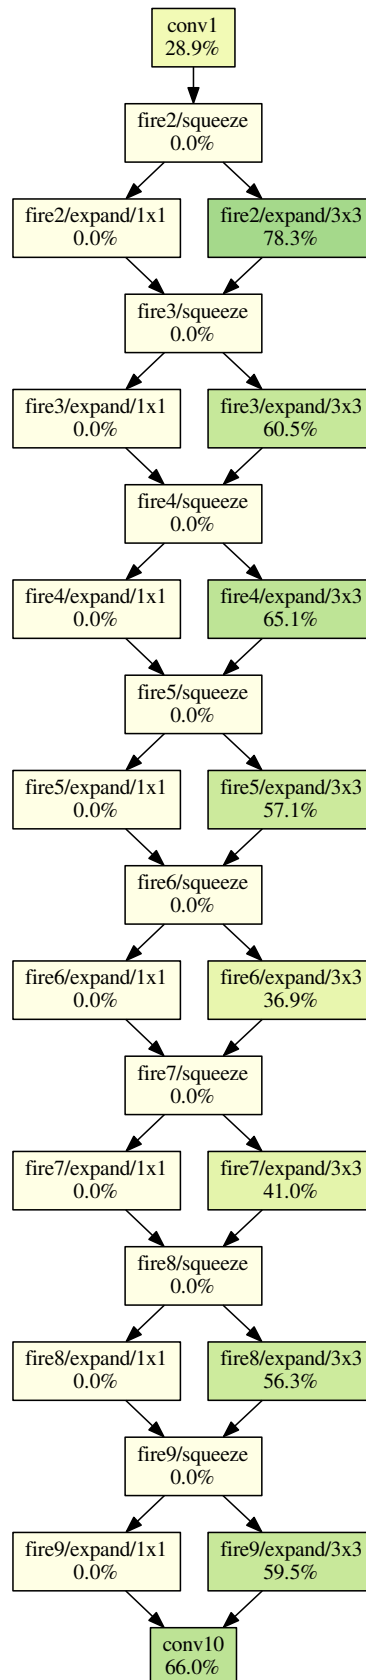 conv1
28.9%
fire2/squeeze
0.0%
fire2/expand/1x1
0.0%
fire2/expand/3x3
78.3%
fire3/squeeze
0.0%
fire3/expand/1x1
0.0%
fire3/expand/3x3
60.5%
fire4/squeeze
0.0%
fire4/expand/1x1
0.0%
fire4/expand/3x3
65.1%
fire5/squeeze
0.0%
fire5/expand/1x1
0.0%
fire5/expand/3x3
57.1%
fire6/squeeze
0.0%
fire6/expand/1x1
0.0%
fire6/expand/3x3
36.9%
fire7/squeeze
0.0%
fire7/expand/1x1
0.0%
fire7/expand/3x3
41.0%
fire8/squeeze
0.0%
fire8/expand/1x1
0.0%
fire8/expand/3x3
56.3%
fire9/squeeze
0.0%
fire9/expand/1x1
0.0%
fire9/expand/3x3
59.5%
conv10
66.0%